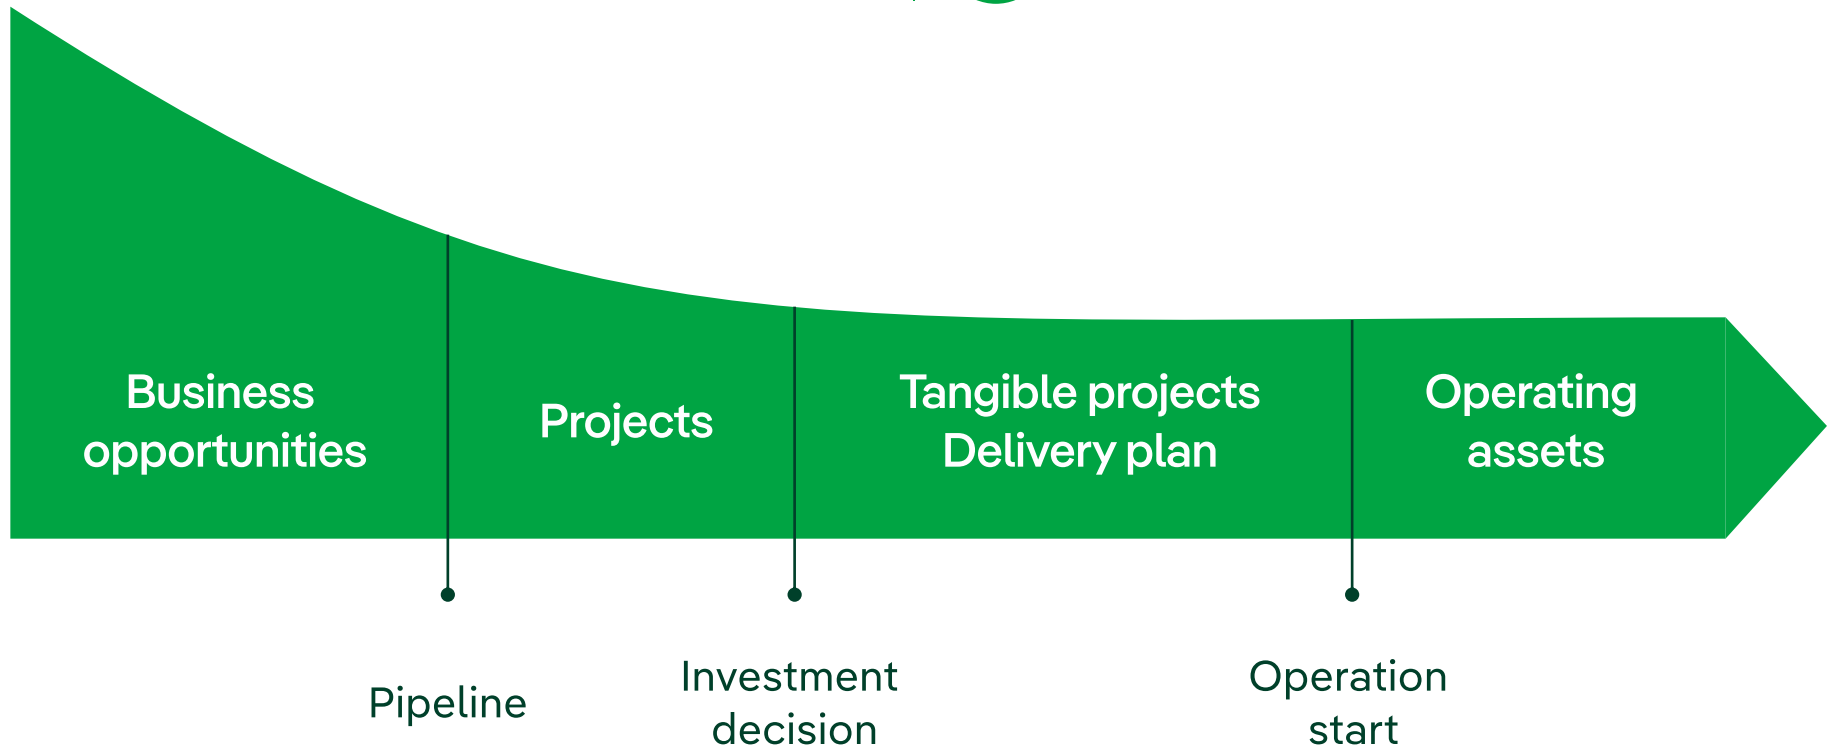 Business
opportunities
Projects
Tangible projects
Delivery plan
Operating
assets
Pipeline
Investment
decision
Operation
start